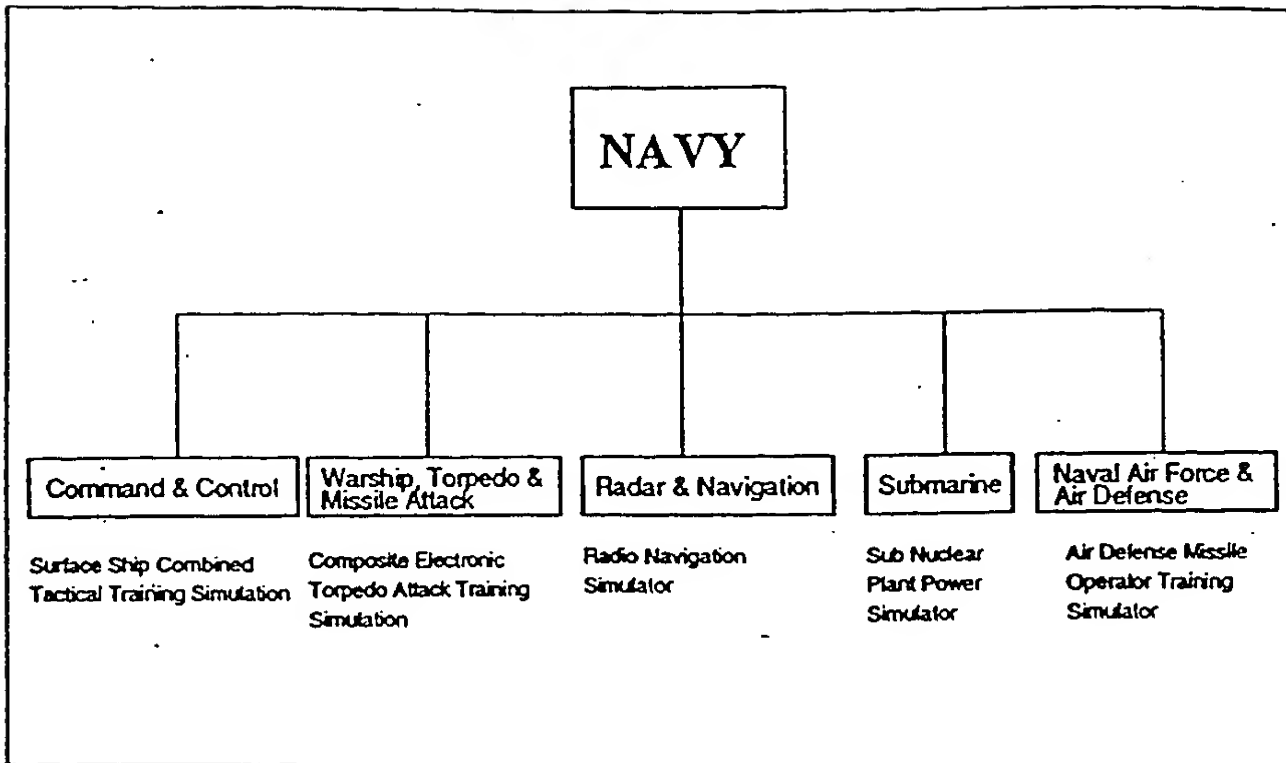 NAVY
Command & Control
Warship, Torpedo &
Missile Attack
Radar & Navigation
Submarine
Naval Air Force &
Air Defense
Surface Ship Combined
Tactical Training Simulation
Composite Electronic
Torpedo Attack Training
Simulation
Radio Navigation
Simulator
Sub Nuclear
Plant Power
Simulator
Air Defense Missile
Operator Training
Simulator